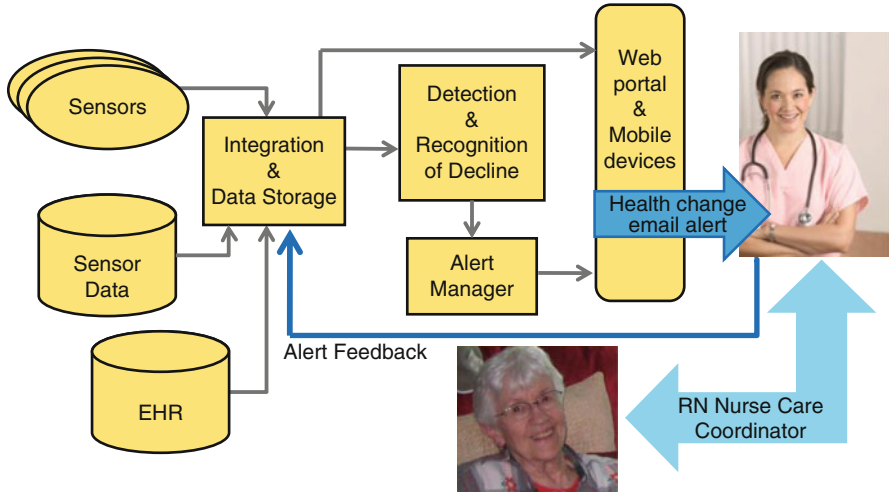 Sensors
Integration
&
Data Storage
Detection
&
Recognition
of Decline
Web
portal
&
Mobile
devices
Health change
email alert
Sensor
Data
Alert
Manager
Alert Feedback
EHR
RN Nurse Care
Coordinator